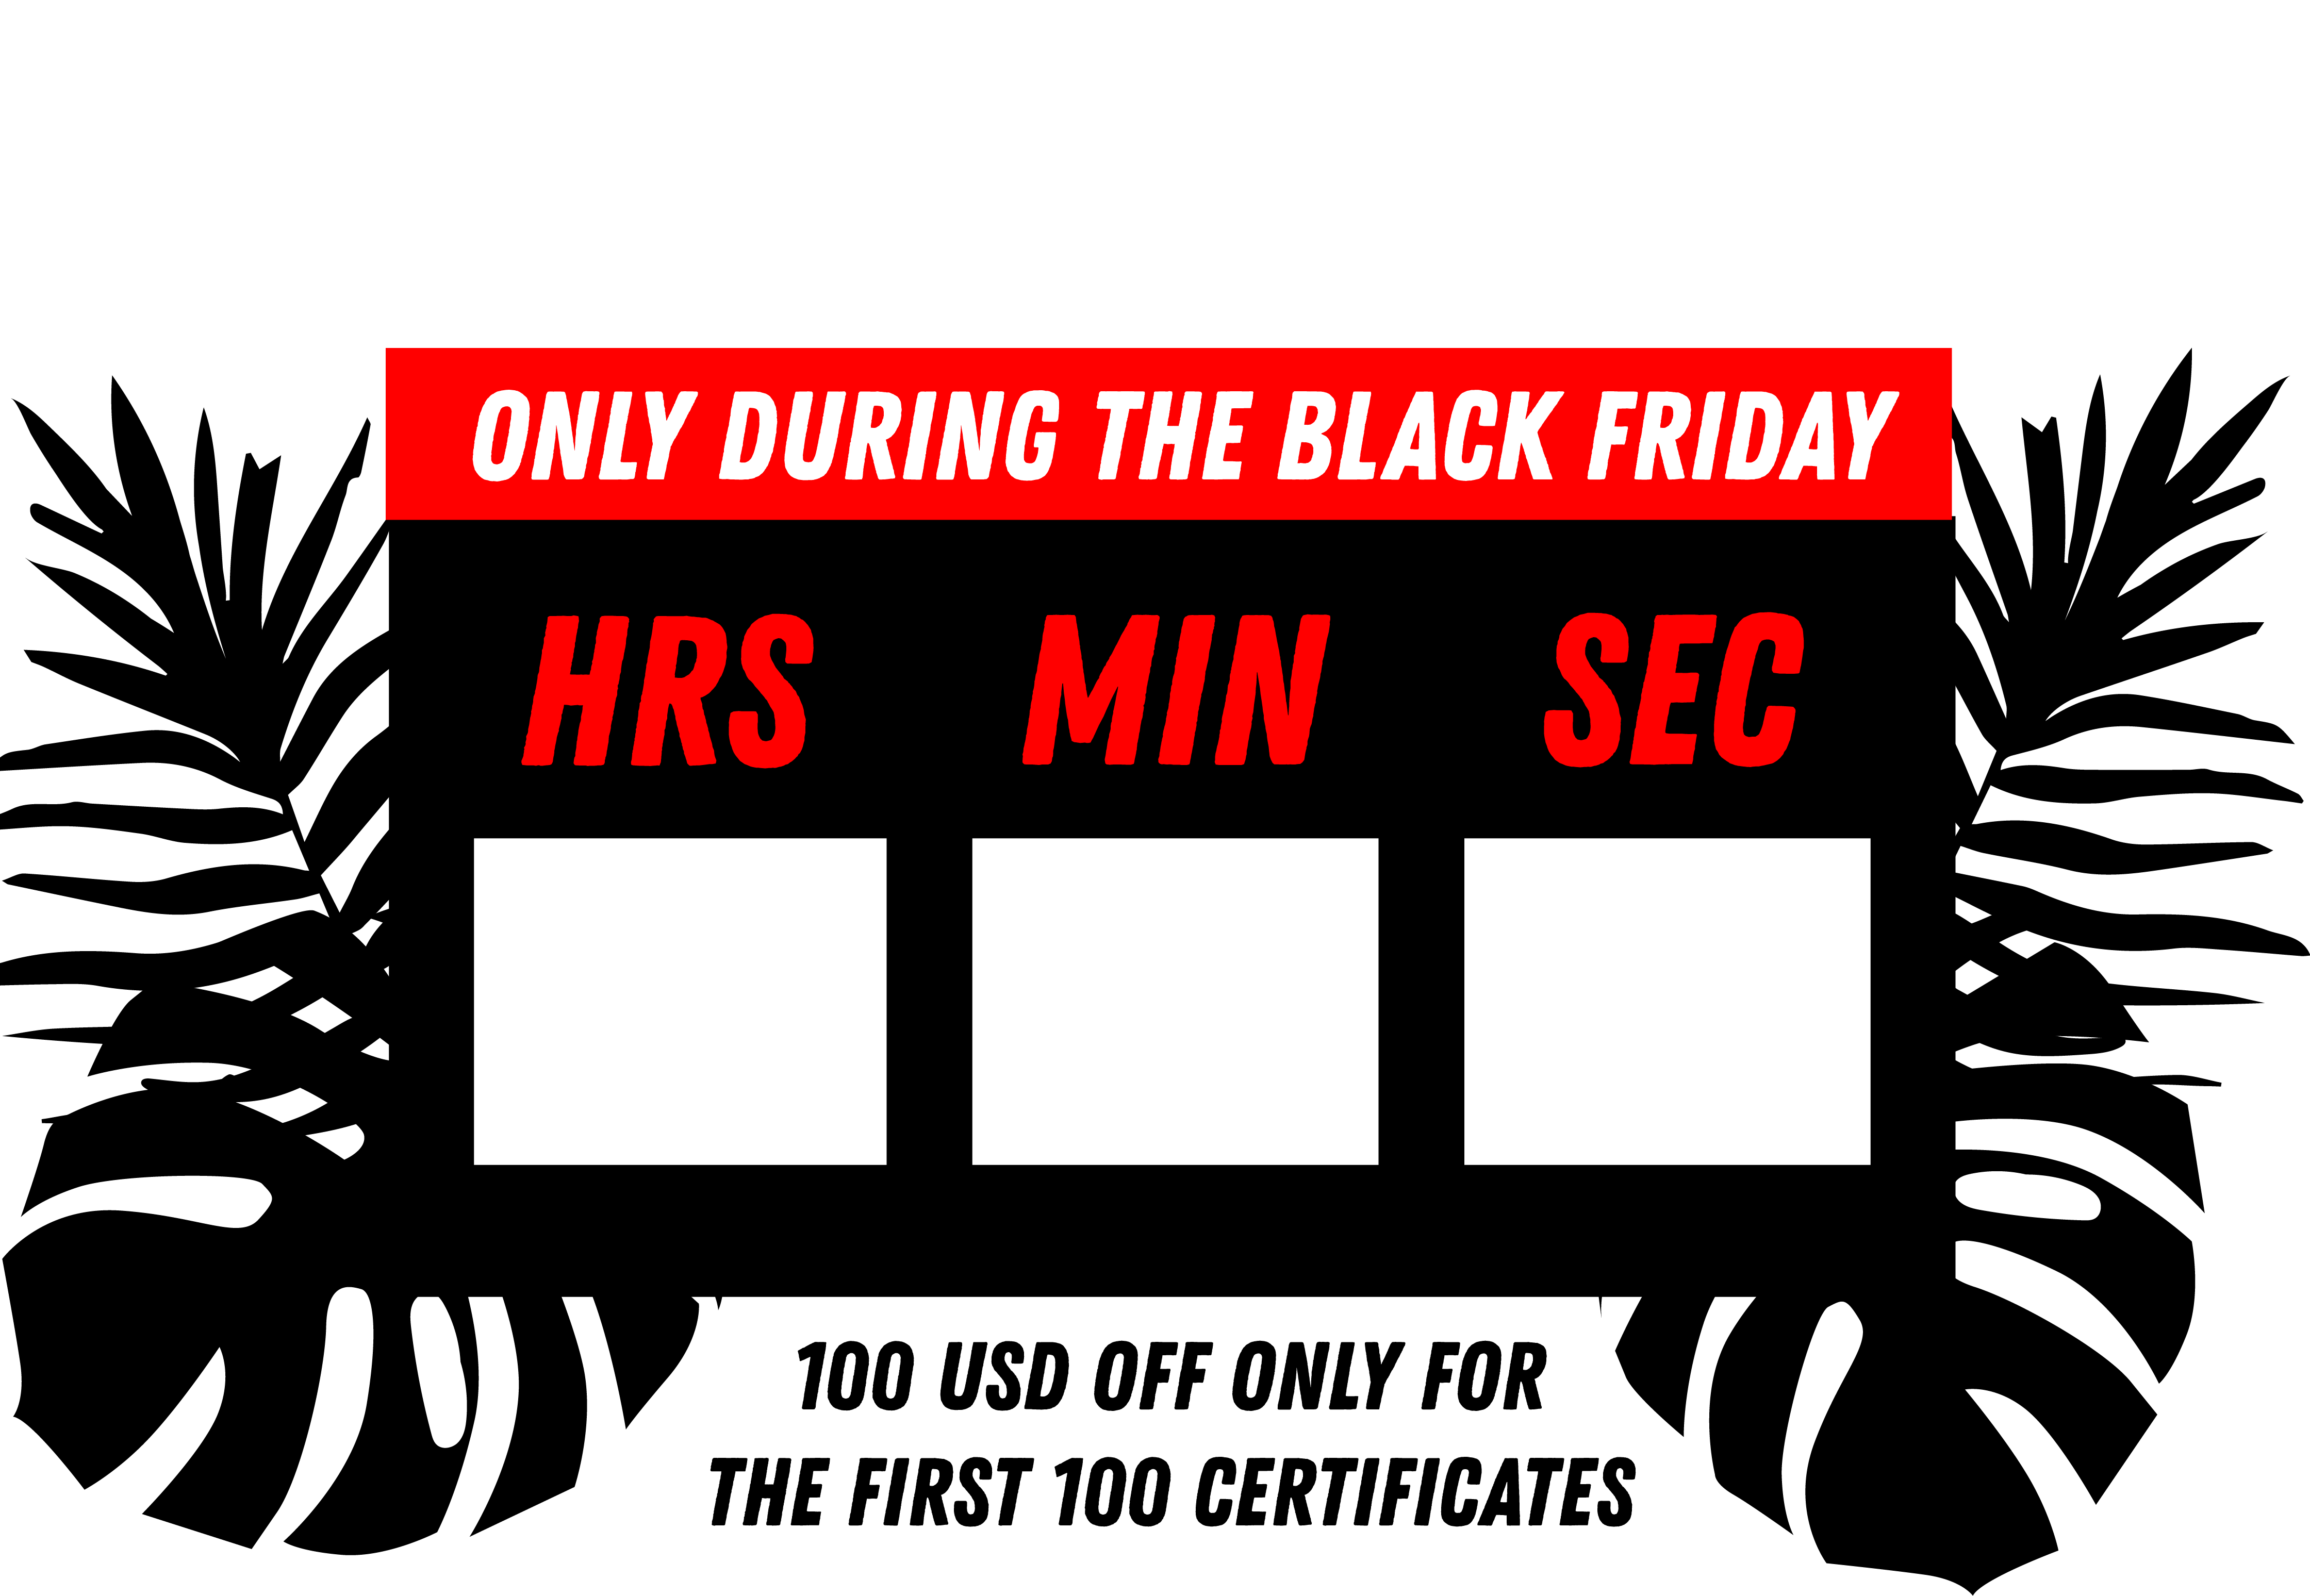 ONLY DURING THE BLACK FRIDAY
HRS MIN SEC
100 USD OFF ONLY FOR
THE FIRST 100 CERTIFICATES